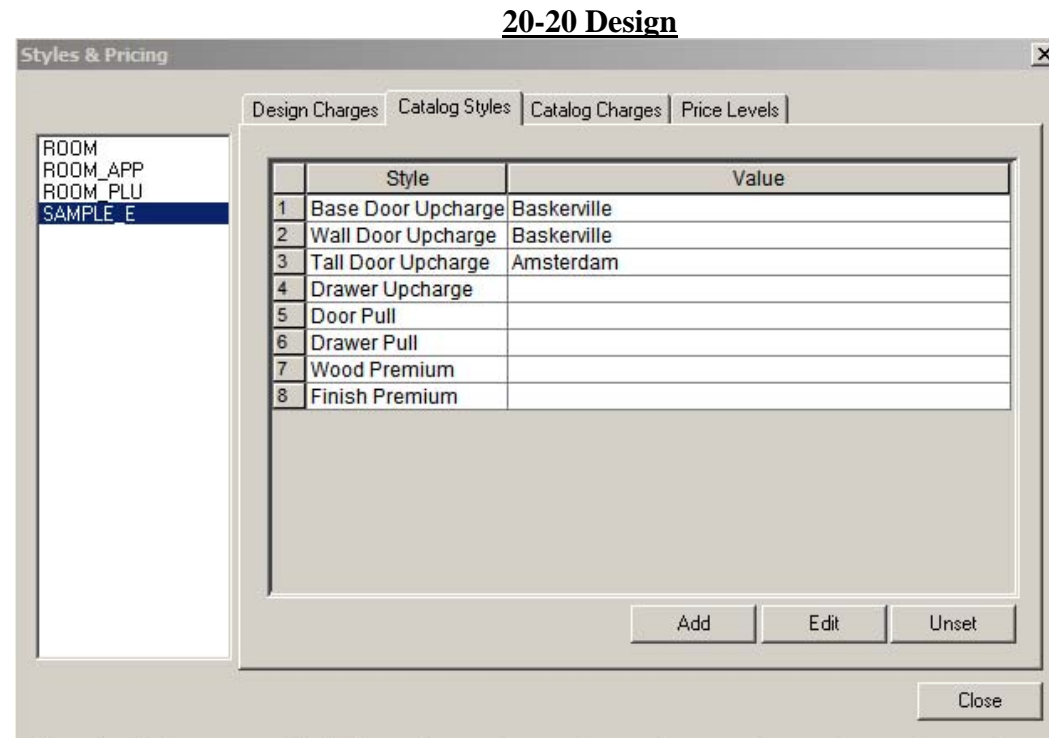 20-20 Design
Styles & Pricing
Design Charges Catalog Styles Catalog Charges Price Levels
ROOM
ROOM_APP
ROOM_PLU
SAMPLE_E
Style Value
1 Base Door Upcharge Baskerville
2 Wall Door Upcharge Baskerville
3 Tall Door Upcharge Amsterdam
4 Drawer Upcharge
5 Door Pull
6 Drawer Pull
7 Wood Premium
8 Finish Premium
Add Edit Unset
Close